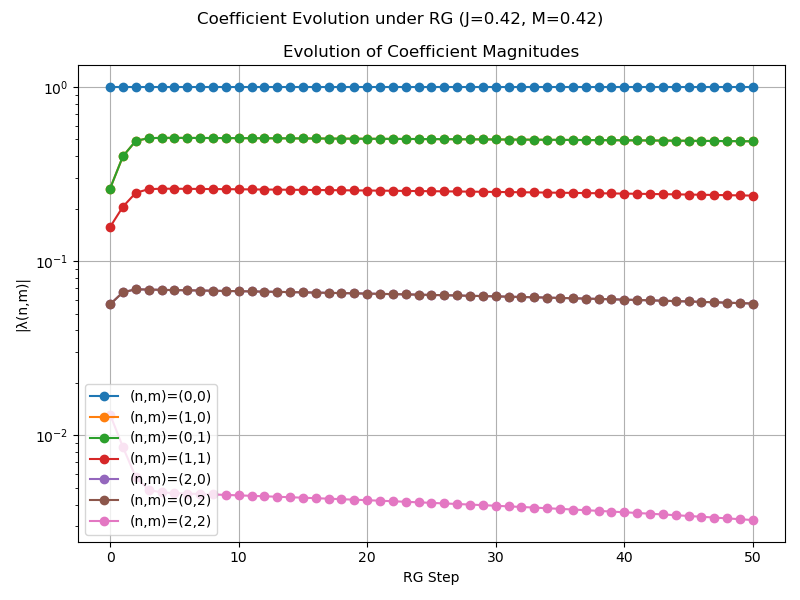 Coefficient Evolution under RG (J=0.42, M=0.42)
Evolution of Coefficient Magnitudes
|λ(n,m)|
10⁰
10⁻¹
10⁻²
(n,m)=(0,0)
(n,m)=(1,0)
(n,m)=(0,1)
(n,m)=(1,1)
(n,m)=(2,0)
(n,m)=(0,2)
(n,m)=(2,2)
0 10 20 30 40 50
RG Step